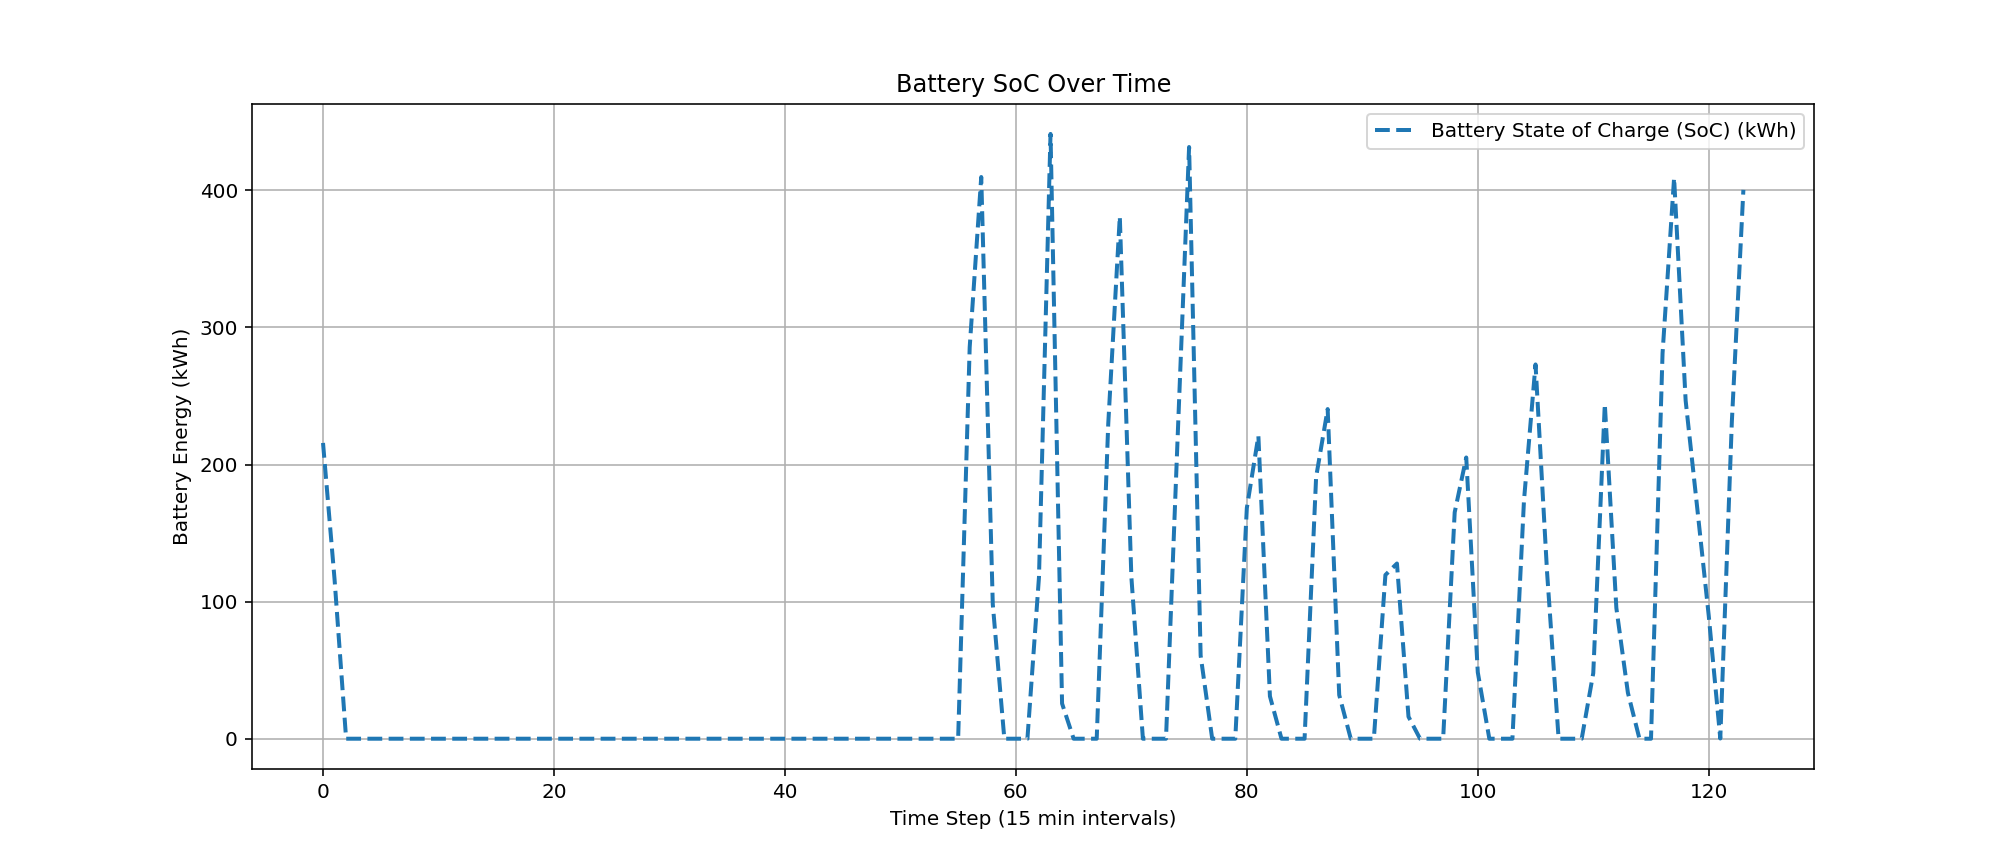 Battery SoC Over Time
Battery State of Charge (SoC) (kWh)
Battery Energy (kWh)
400
300
200
100
0
0 20 40 60 80 100 120
Time Step (15 min intervals)